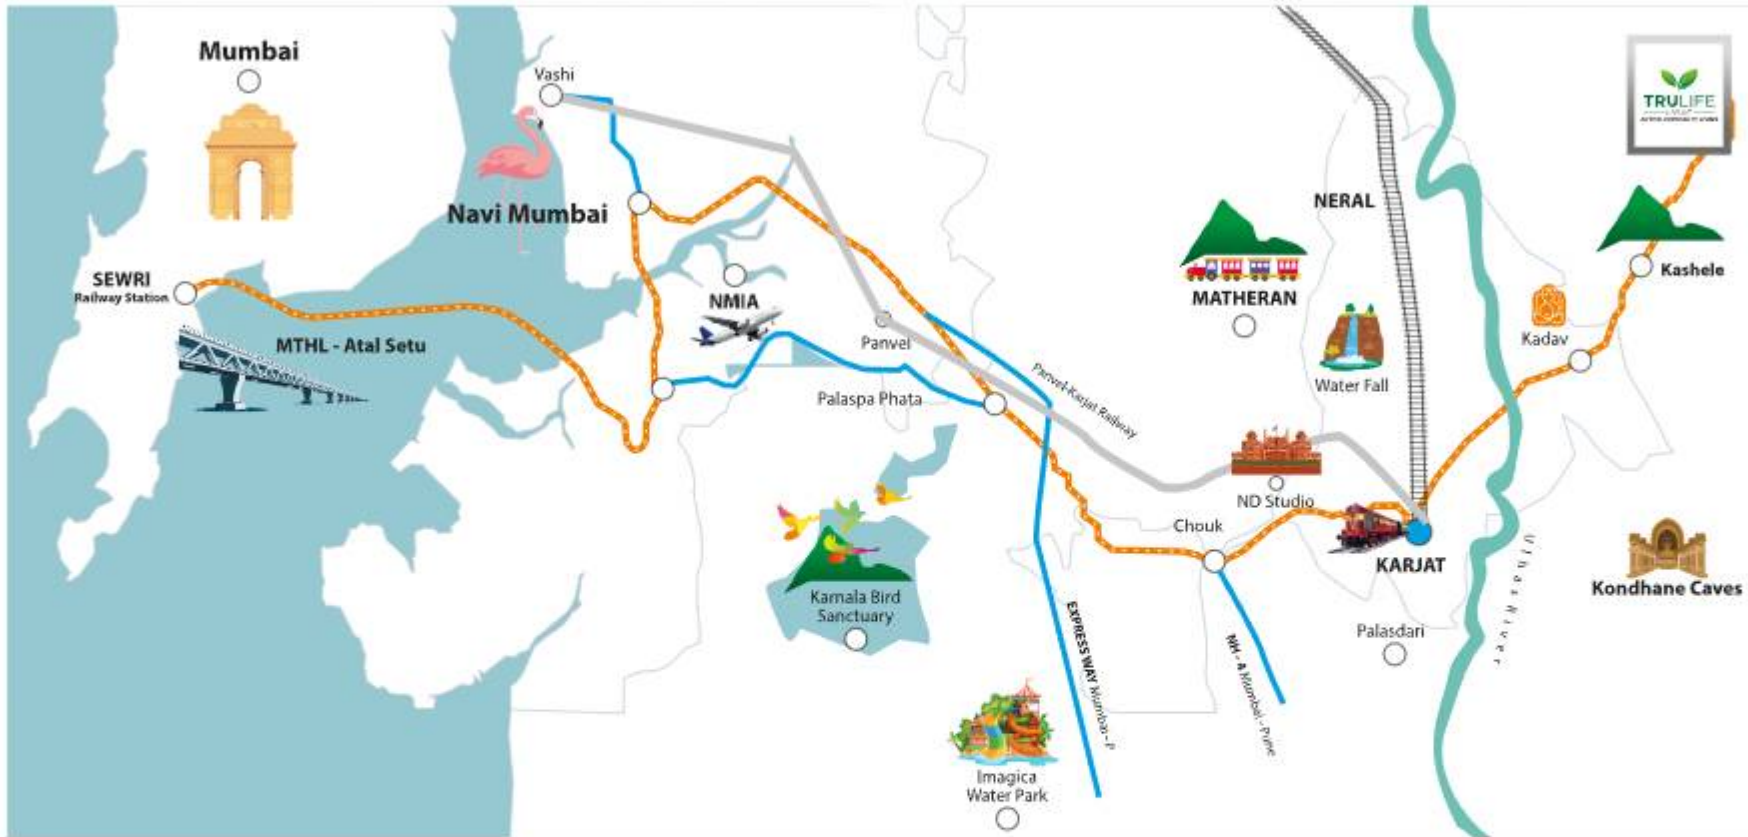 Mumbai
Vashi
TRULIFE
Navi Mumbai
NERAL
SEWRI
Railway Station
NMIA
MATHERAN
Kashele
MTHL - Atal Setu
Panvel
Kadav
Water Fall
Palaspa Phata
Panvel-Karjat Railway
ND Studio
Chouk
KARJAT
Ulhas River
Kondhane Caves
Karnala Bird
Sanctuary
Palasdari
EXPRESS WAY Mumbai - P
NH - 4 Mumbai - Pune
Imagica
Water Park